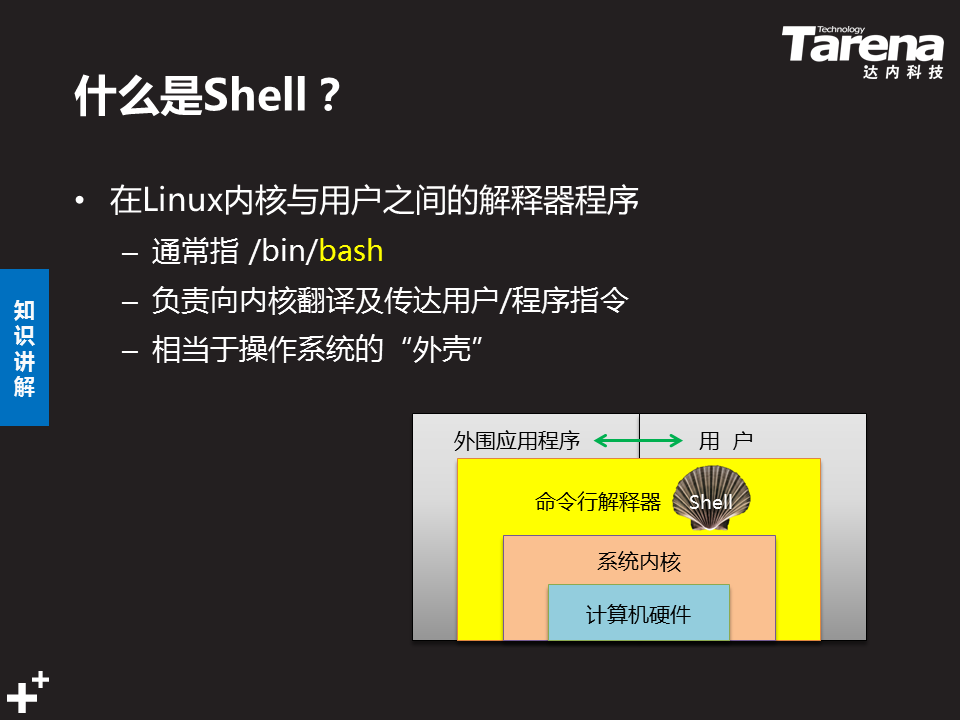 Technology
Tarena
达内科技
什么是Shell？
• 在Linux内核与用户之间的解释器程序
– 通常指 /bin/bash
– 负责向内核翻译及传达用户/程序指令
– 相当于操作系统的“外壳”
知识讲解
外围应用程序 用 户
命令行解释器 Shell
系统内核
计算机硬件